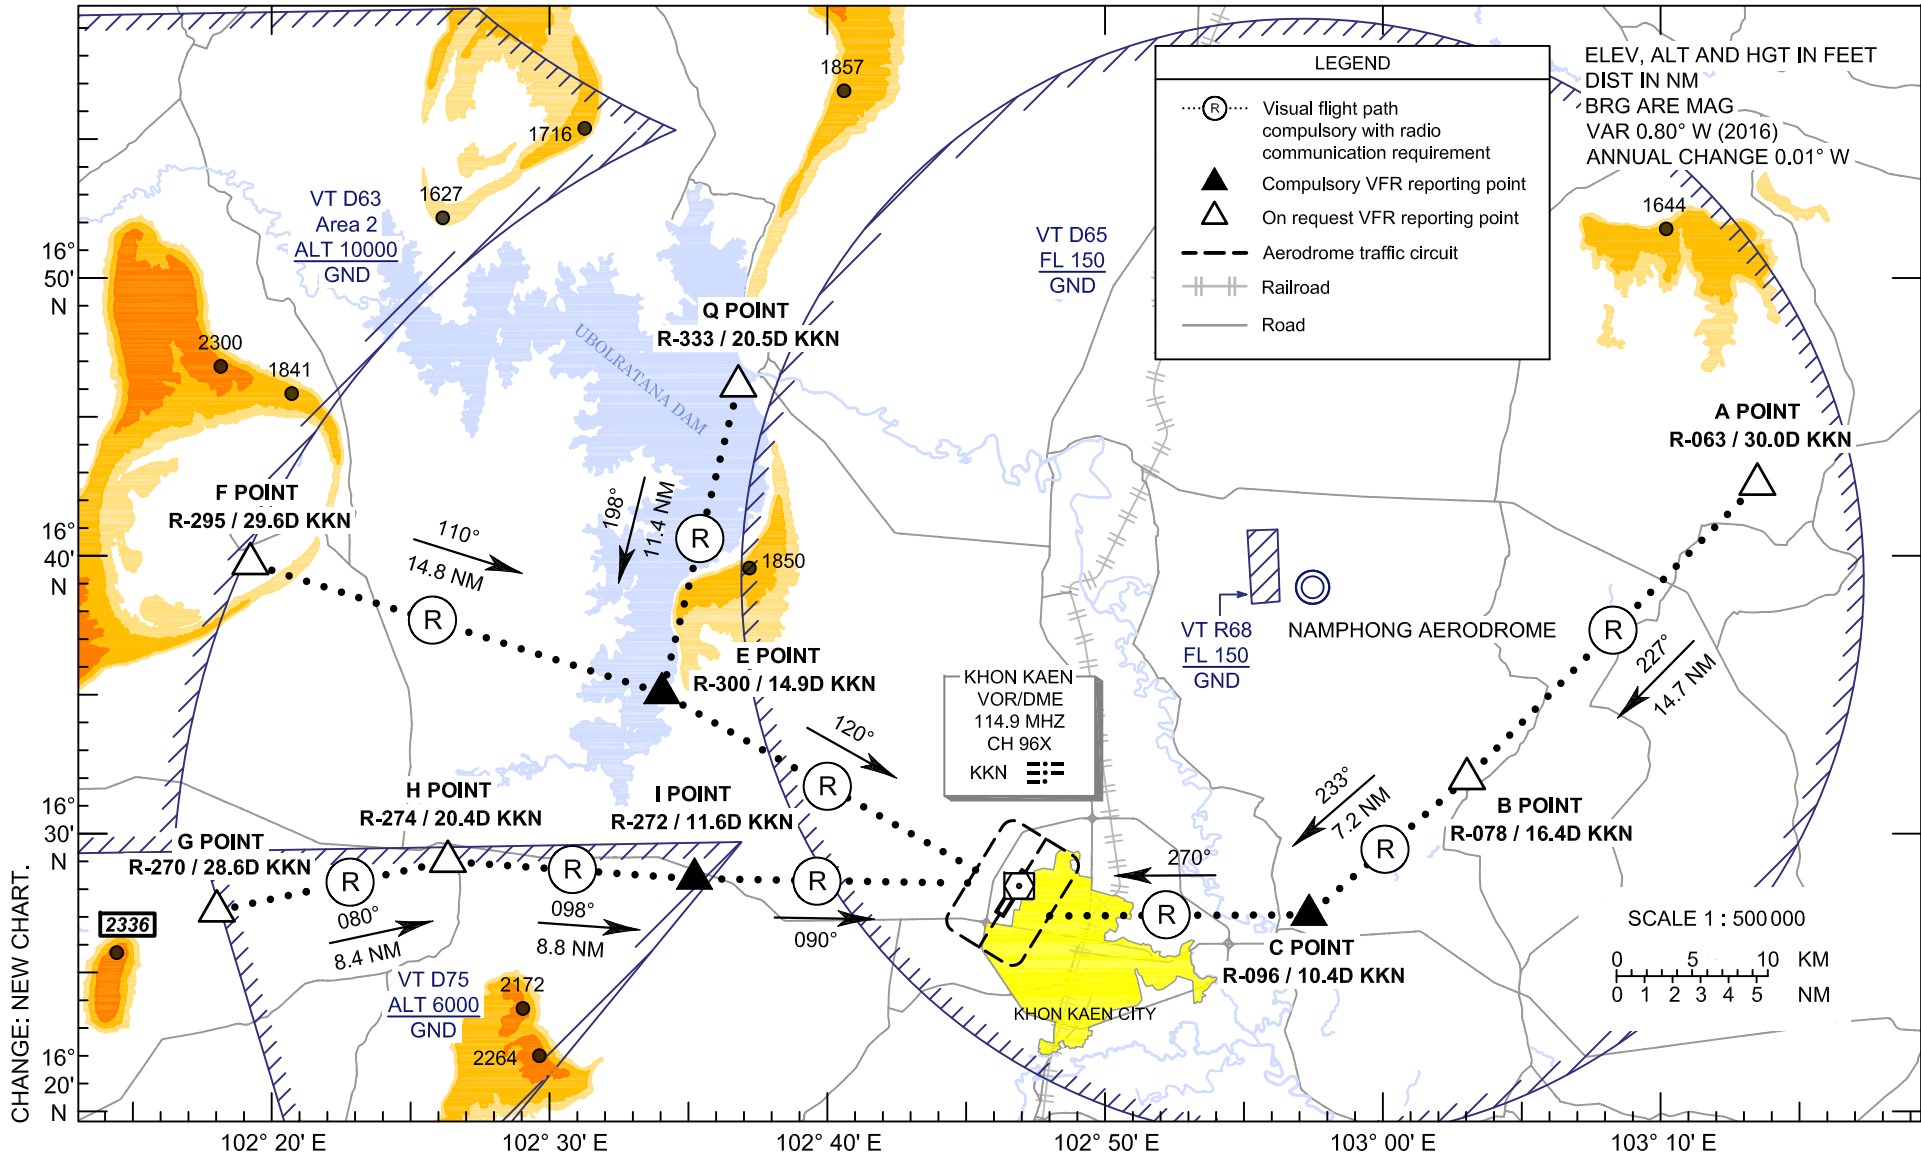 LEGEND
R
Visual flight path
compulsory with radio
communication requirement
Compulsory VFR reporting point
On request VFR reporting point
Aerodrome traffic circuit
Railroad
Road
ELEV, ALT AND HGT IN FEET
DIST IN NM
BRG ARE MAG
VAR 0.80° W (2016)
ANNUAL CHANGE 0.01° W
1857
1716
1627
1644
VT D63
Area 2
ALT 10000
GND
VT D65
FL 150
GND
16°
50'
N
Q POINT
R-333 / 20.5D KKN
UBOLRATANA DAM
2300
1841
A POINT
R-063 / 30.0D KKN
F POINT
R-295 / 29.6D KKN
110°
14.8 NM
198°
11.4 NM
R
1850
16°
40'
N
R
VT R68
FL 150
GND
NAMPHONG AERODROME
R
227°
14.7 NM
E POINT
R-300 / 14.9D KKN
KHON KAEN
VOR/DME
114.9 MHZ
CH 96X
KKN
120°
R
233°
7.2 NM
B POINT
R-078 / 16.4D KKN
R
16°
30'
N
H POINT
R-274 / 20.4D KKN
I POINT
R-272 / 11.6D KKN
G POINT
R-270 / 28.6D KKN
R
R
R
270°
R
080°
8.4 NM
098°
8.8 NM
090°
2336
C POINT
R-096 / 10.4D KKN
SCALE 1 : 500 000
0 5 10 KM
0 1 2 3 4 5 NM
VT D75
ALT 6000
GND
2172
2264
KHON KAEN CITY
16°
20'
N
102° 20' E
102° 30' E
102° 40' E
102° 50' E
103° 00' E
103° 10' E
CHANGE: NEW CHART.